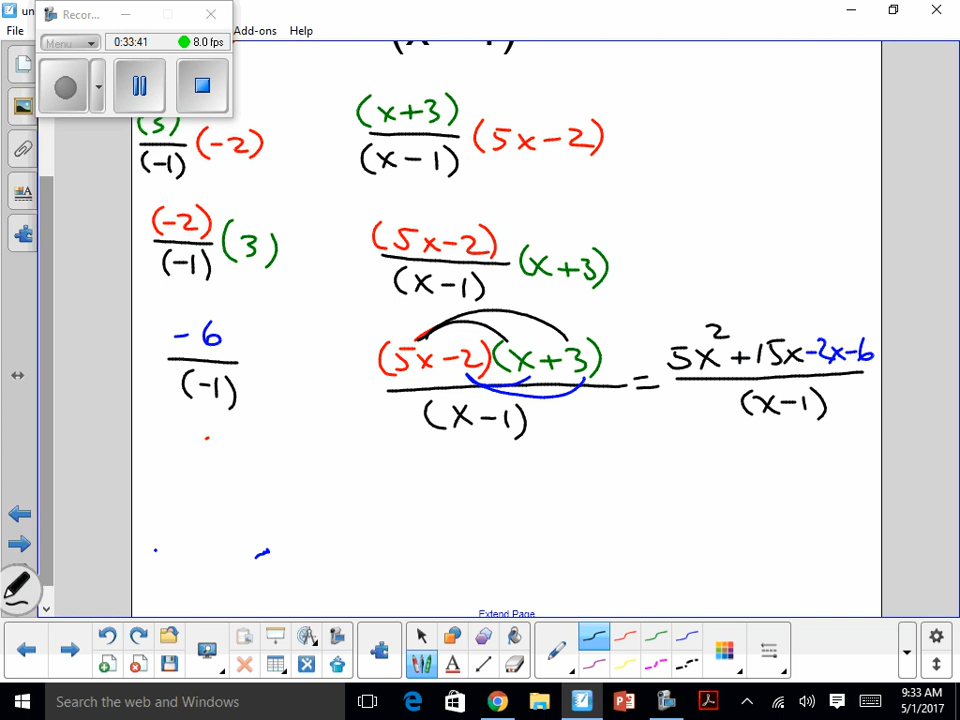 un
Recor...
File
Add-ons Help
Menu 0:33:41 8.0 fps
(x - 1)
(3)/(-1) (-2)
(x+3)/(x-1) (5x-2)
(-2)/(-1) (3)
(5x-2)/(x-1) ·(x+3)
-6/(-1)
(5x-2)(x+3)/(x-1) = 5x²+15x-2x-6/(x-1)
Extend Page
A
Search the web and Windows
9:33 AM
5/1/2017